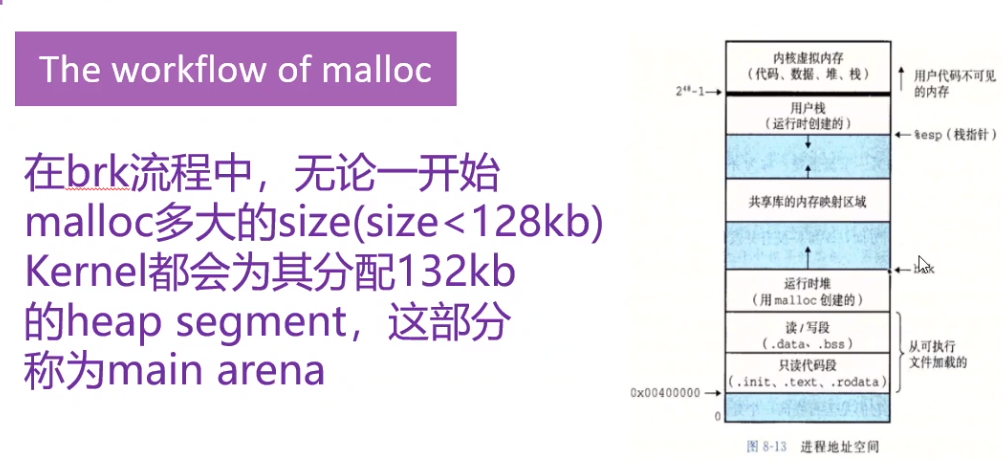 The workflow of malloc
在brk流程中，无论一开始
malloc多大的size(size<128kb)
Kernel都会为其分配132kb
的heap segment，这部分
称为main arena
内核虚拟内存
（代码、数据、堆、栈）
用户代码不可见
的内存
2⁴⁸-1
用户栈
（运行时创建的）
%esp（栈指针）
共享库的内存映射区域
运行时堆
（用malloc创建的）
读/写段
（.data、.bss）
从可执行
文件加载的
只读代码段
（.init、.text、.rodata）
0x00400000
0
图 8-13 进程地址空间